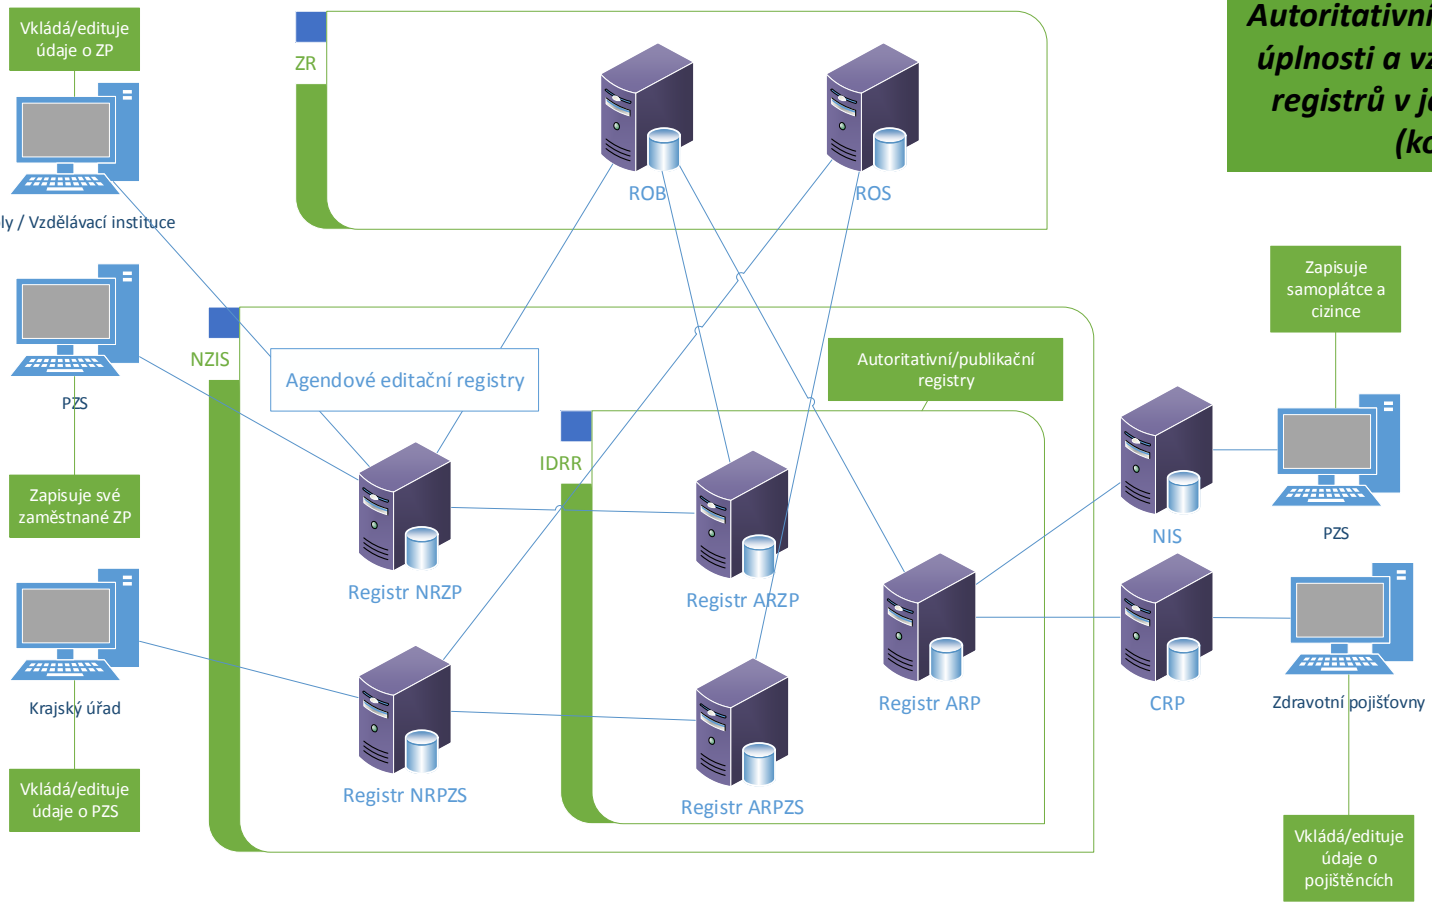 Vkládá/edituje
údaje o ZP
ZR
ROB
ROS
Autoritativní
úplnosti a
registrů v
/ Vzdělávací instituce
PZS
Zapisuje své
zaměstnané ZP
Krajský úřad
Vkládá/edituje
údaje o PZS
NZIS
Agendové editační registry
Autoritativní/publikační
registry
IDRR
Registr NRZP
Registr ARZP
Registr ARP
Registr NRPZS
Registr ARPZS
Zapisuje
samoplátce a
cizince
NIS
PZS
CRP
Zdravotní pojišťovny
Vkládá/edituje
údaje o
pojištěncích